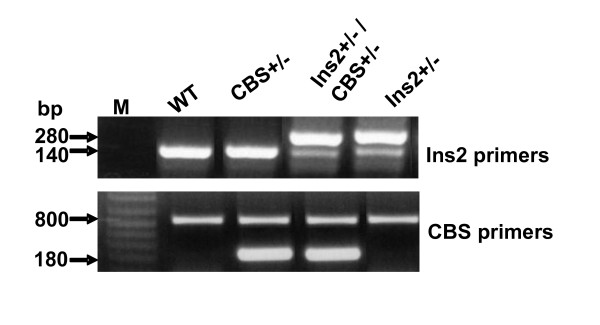 bp
M
WT
CBS+/-
Ins2+/- /
CBS+/-
Ins2+/-
280
140
Ins2 primers
800
180
CBS primers